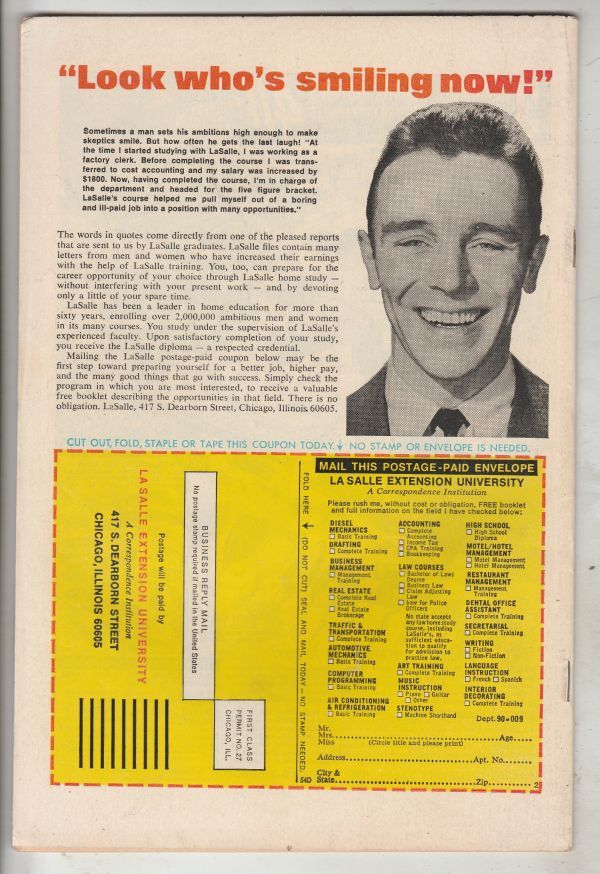 “Look who’s smiling now!”
Sometimes a man sets his ambitions high enough to make
skeptics smile. But how often he gets the last laugh! "At
the time I started studying with LaSalle, I was working as a
factory clerk. Before completing the course I was trans-
ferred to cost accounting and my salary was increased by
$1800. Now, having completed the course, I'm in charge of
the department and headed for the five figure bracket.
LaSalle's course helped me pull myself out of a boring
and ill-paid job into a position with many opportunities."
The words in quotes come directly from one of the pleased reports
that are sent to us by LaSalle graduates. LaSalle files contain many
letters from men and women who have increased their earnings
with the help of LaSalle training. You, too, can prepare for the
career opportunity of your choice through LaSalle home study —
without interfering with your present work — and by devoting
only a little of your spare time.
LaSalle has been a leader in home education for more than
sixty years, enrolling over 2,000,000 ambitious men and women
in its many courses. You study under the supervision of LaSalle's
experienced faculty. Upon satisfactory completion of your study,
you receive the LaSalle diploma — a respected credential.
Mailing the LaSalle postage-paid coupon below may be the
first step toward preparing yourself for a better job, higher pay,
and the many good things that go with success. Simply check the
program in which you are most interested, to receive a valuable
free booklet describing the opportunities in that field. There is no
obligation. LaSalle, 417 S. Dearborn Street, Chicago, Illinois 60605.
CUT OUT, FOLD, STAPLE OR TAPE THIS COUPON TODAY. NO STAMP OR ENVELOPE IS NEEDED.
FIRST CLASS
PERMIT NO. 27
CHICAGO, ILL.
BUSINESS REPLY MAIL
No postage stamp required if mailed in the United States
Postage will be paid by
LA SALLE EXTENSION UNIVERSITY
A Correspondence Institution
417 S. DEARBORN STREET
CHICAGO, ILLINOIS 60605
FOLD HERE (DO NOT CUT) SEAL AND MAIL TODAY—NO STAMP NEEDED.
54D
MAIL THIS POSTAGE-PAID ENVELOPE
LA SALLE EXTENSION UNIVERSITY
A Correspondence Institution
Please rush me, without cost or obligation, FREE booklet
and full information on the field I have checked below:
DIESEL
MECHANICS
Basic Training
DRAFTING
Complete Training
BUSINESS
MANAGEMENT
Management
Training
REAL ESTATE
Complete Real
Estate
Real Estate
Brokerage
TRAFFIC &
TRANSPORTATION
Complete Training
AUTOMOTIVE
MECHANICS
Basic Training
COMPUTER
PROGRAMMING
Basic Training
AIR CONDITIONING
& REFRIGERATION
Basic Training
ACCOUNTING
Complete
Accounting
Income Tax
CPA Training
Bookkeeping
LAW COURSES
Bachelor of Laws
Degree
Business Law
Claim Adjusting
Law
Law for Police
Officers
No state accepts
any law home study
course, including
LaSalle's, as
sufficient educa-
tion to qualify
for admission to
practice law.
ART TRAINING
Complete Training
MUSIC
INSTRUCTION
Piano Guitar
Other
STENOTYPE
Machine Shorthand
HIGH SCHOOL
High School
Diploma
MOTEL/HOTEL
MANAGEMENT
Motel Management
Hotel Management
RESTAURANT
MANAGEMENT
Management
Training
DENTAL OFFICE
ASSISTANT
Complete Training
SECRETARIAL
Complete Training
WRITING
Fiction
Non-Fiction
LANGUAGE
INSTRUCTION
French Spanish
INTERIOR
DECORATING
Complete Training
Dept. 90-009
Mr.
Mrs. Age
Miss (Circle title and please print)
Address Apt. No.
City &
State Zip
2